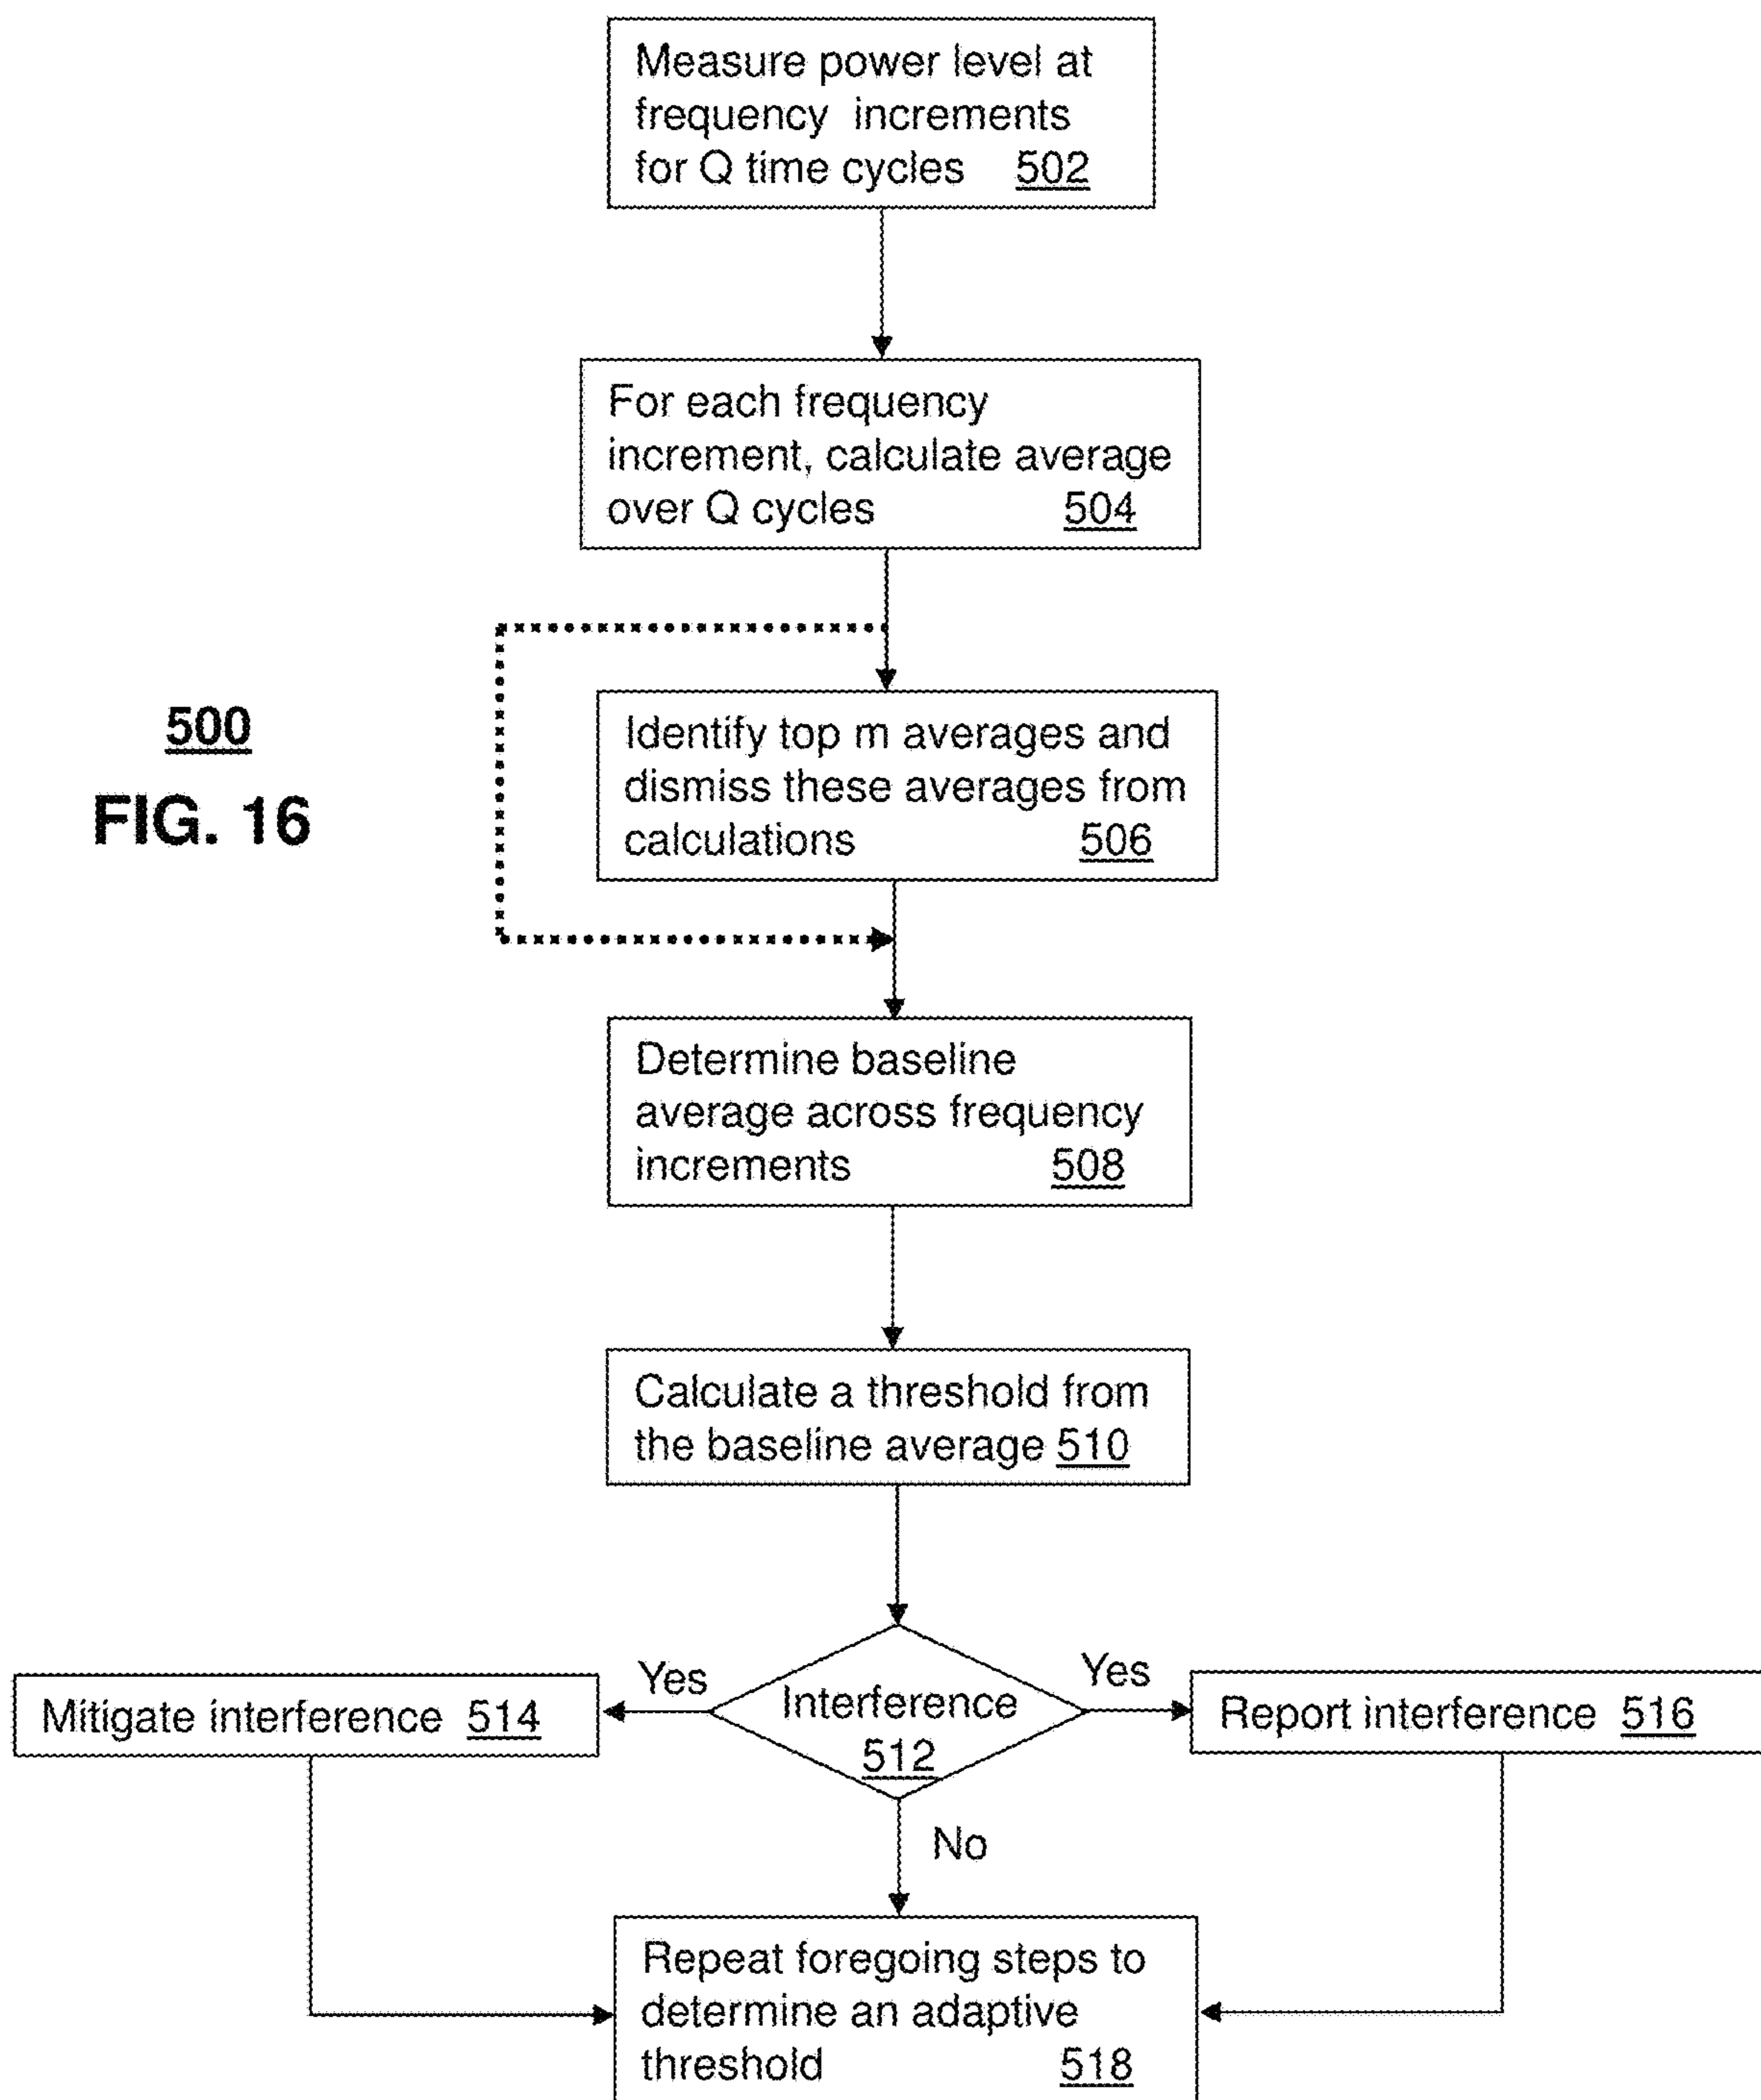 Measure power level at
frequency increments
for Q time cycles 502
For each frequency
increment, calculate average
over Q cycles 504
500
FIG. 16
Identify top m averages and
dismiss these averages from
calculations 506
Determine baseline
average across frequency
increments 508
Calculate a threshold from
the baseline average 510
Yes
Yes
Mitigate interference 514
Interference
512
Report interference 516
No
Repeat foregoing steps to
determine an adaptive
threshold 518